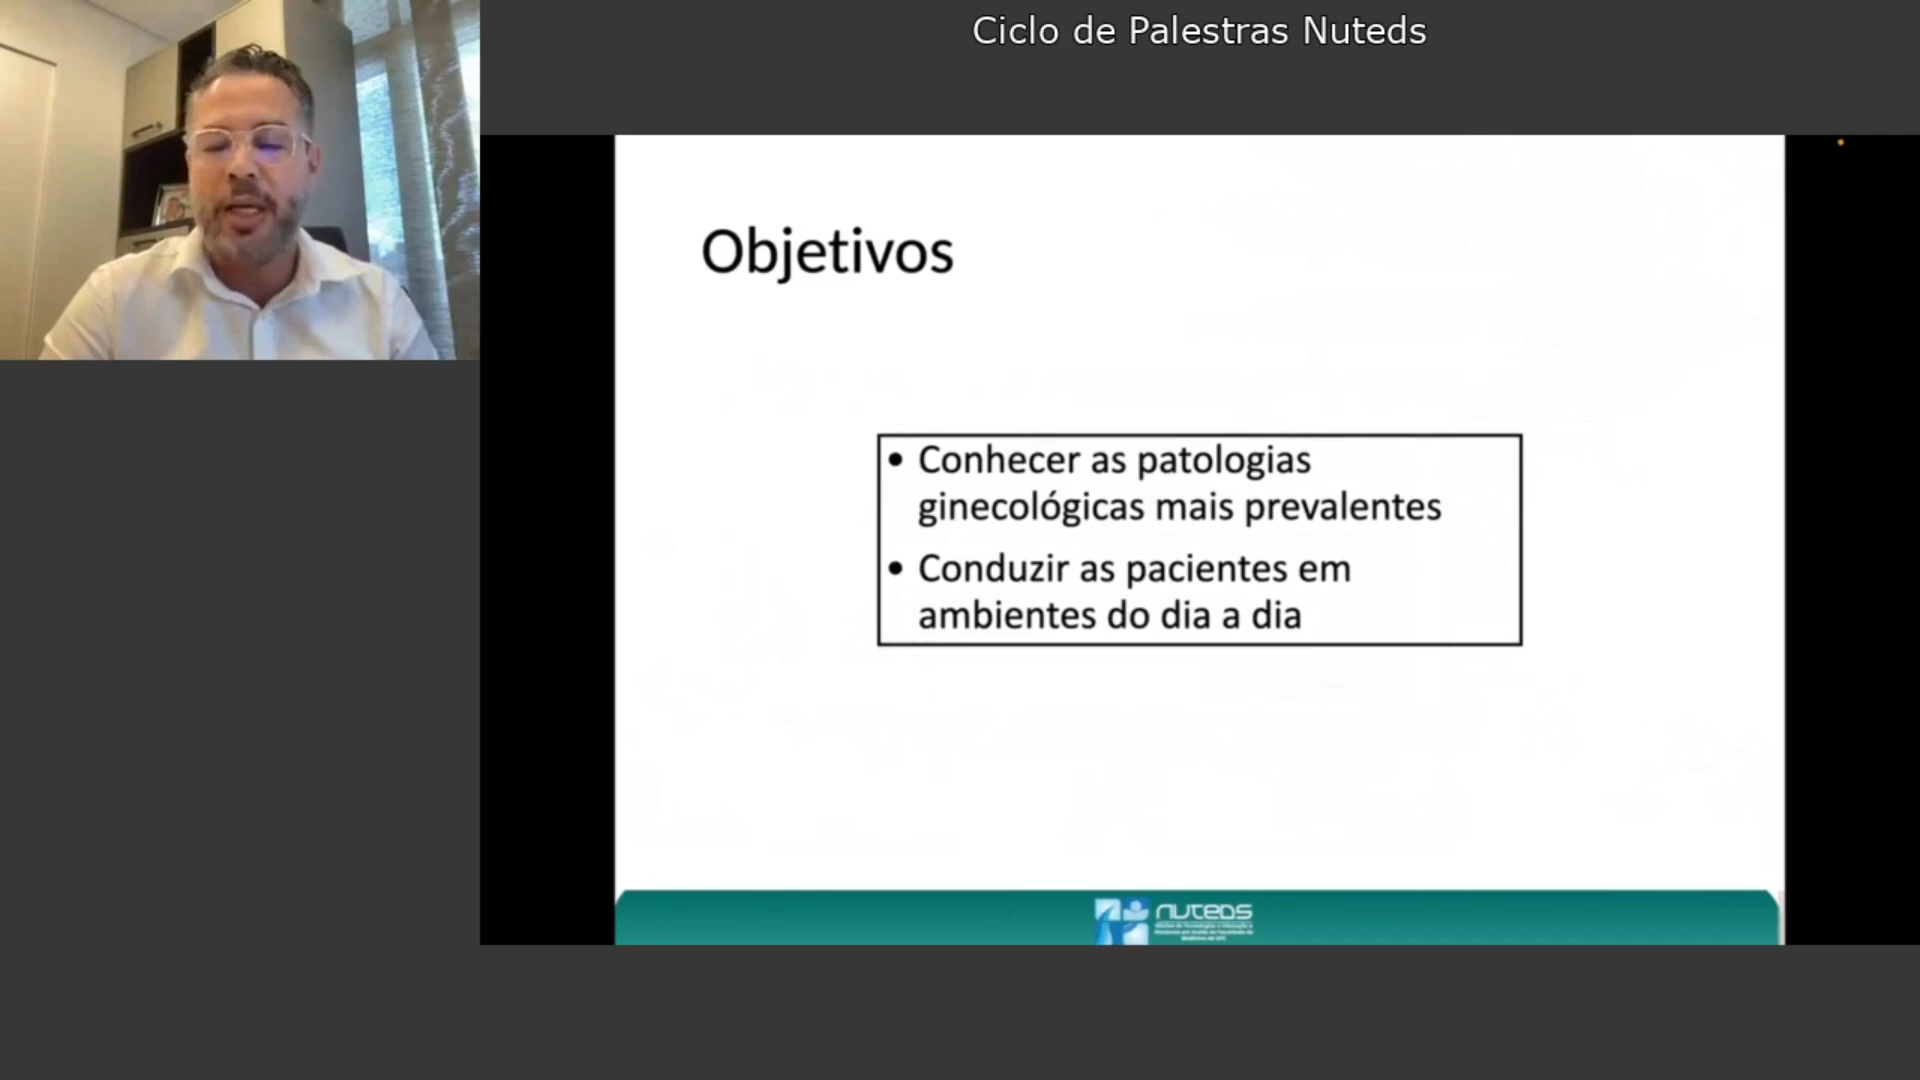 Ciclo de Palestras Nuteds
Objetivos
• Conhecer as patologias
ginecológicas mais prevalentes
• Conduzir as pacientes em
ambientes do dia a dia
NUTEDS